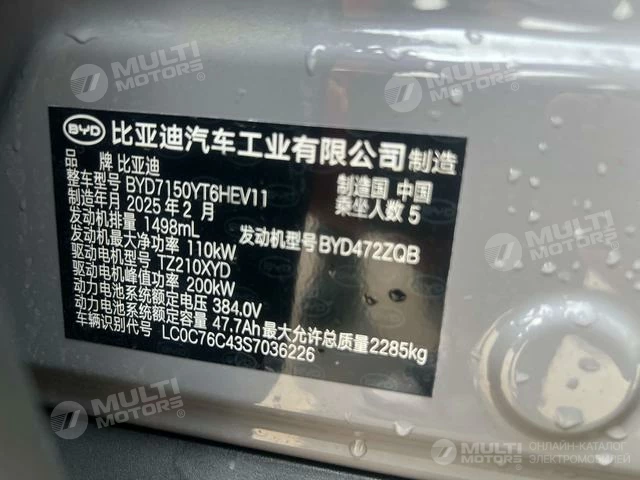 BYD 比亚迪汽车工业有限公司 制造
品 牌 比亚迪
整车型号 BYD7150YT6HEV11 制造国 中国
制造年月 2025 年 2 月 乘坐人数 5
发动机排量 1498mL
发动机最大净功率 110kW 发动机型号 BYD472ZQB
驱动电机型号 TZ210XYD
驱动电机峰值功率 200kW
动力电池系统额定电压 384.0V
动力电池系统额定容量 47.7Ah 最大允许总质量 2285kg
车辆识别代号 LC0C76C43S7036226
MULTI MOTORS
MULTI MOTORS
MULTI MOTORS
MULTI MOTORS
MULTI MOTORS
ОНЛАЙН-КАТАЛОГ
ЭЛЕКТРОМОБИЛЕЙ